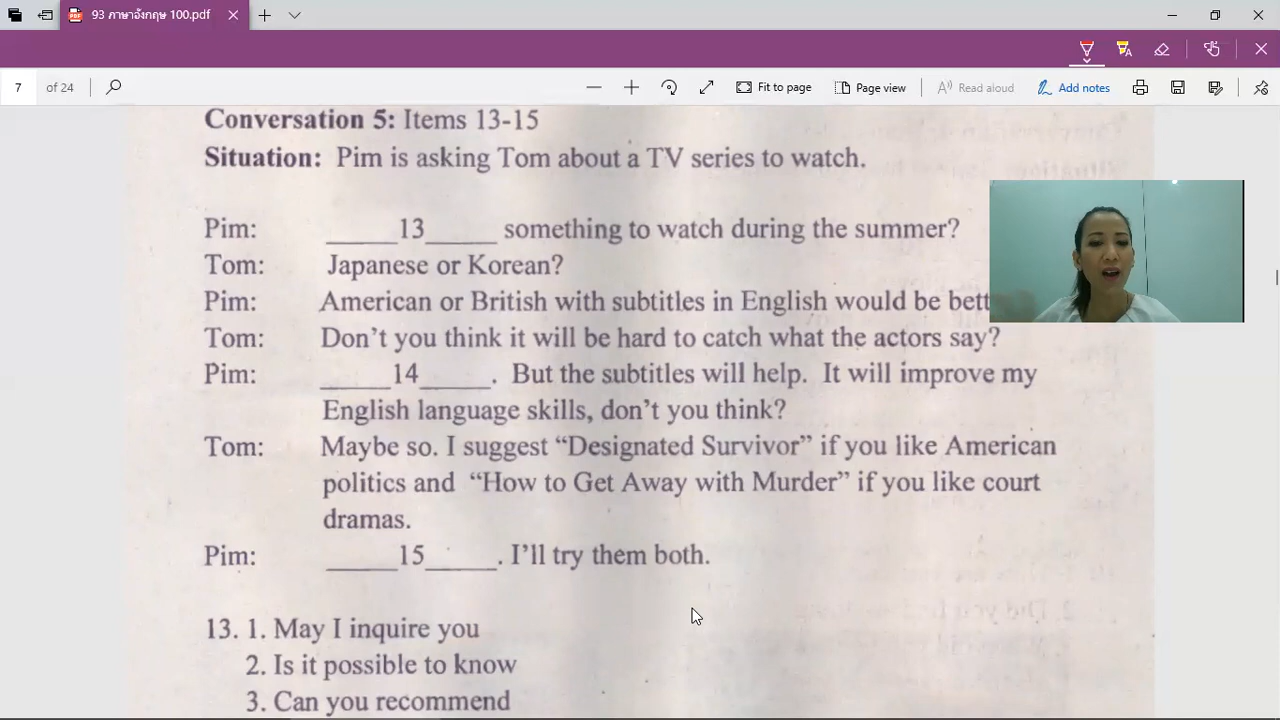 93 ภาษาอังกฤษ 100.pdf
7 of 24 Fit to page Page view Read aloud Add notes
Conversation 5: Items 13-15
Situation: Pim is asking Tom about a TV series to watch.
Pim: _____13_____ something to watch during the summer?
Tom: Japanese or Korean?
Pim: American or British with subtitles in English would be
Tom: Don't you think it will be hard to catch what the actors say?
Pim: _____14_____. But the subtitles will help. It will improve my
English language skills, don't you think?
Tom: Maybe so. I suggest “Designated Survivor” if you like American
politics and “How to Get Away with Murder” if you like court
dramas.
Pim: _____15_____. I'll try them both.
13. 1. May I inquire you
2. Is it possible to know
3. Can you recommend